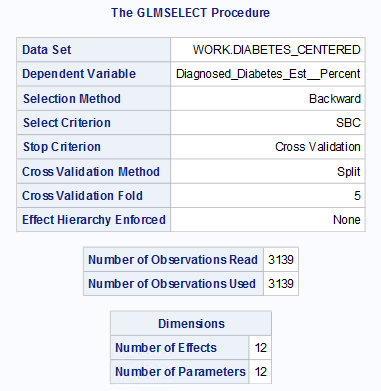 The GLMSELECT Procedure
Data Set WORK.DIABETES_CENTERED
Dependent Variable Diagnosed_Diabetes_Est__Percent
Selection Method Backward
Select Criterion SBC
Stop Criterion Cross Validation
Cross Validation Method Split
Cross Validation Fold 5
Effect Hierarchy Enforced None
Number of Observations Read 3139
Number of Observations Used 3139
Dimensions
Number of Effects 12
Number of Parameters 12